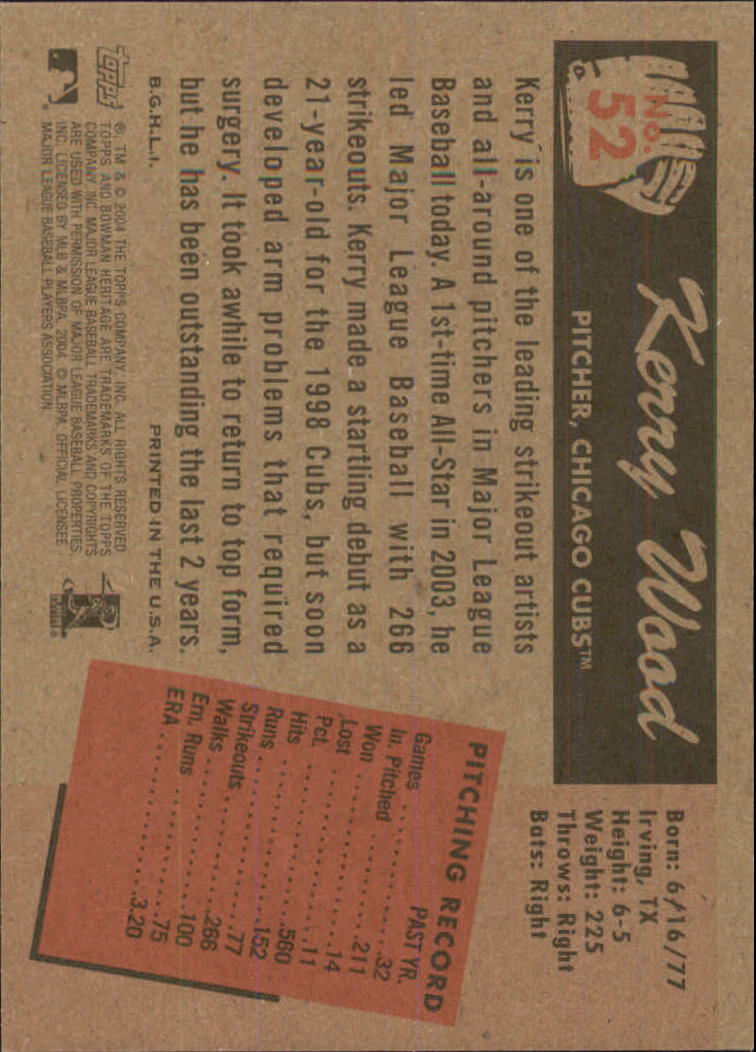 No.
52
Kerry Wood
PITCHER, CHICAGO CUBS™
Born: 6/16/77
Irving, TX
Height: 6-5
Weight: 225
Throws: Right
Bats: Right
Kerry is one of the leading strikeout artists
and all-around pitchers in Major League
Baseball today. A 1st-time All-Star in 2003, he
led Major League Baseball with 266
strikeouts. Kerry made a startling debut as a
21-year-old for the 1998 Cubs, but soon
developed arm problems that required
surgery. It took awhile to return to top form,
but he has been outstanding the last 2 years.
B.G.H.L.I. PRINTED IN THE U.S.A.
PITCHING RECORD
PAST YR.
Games ..........32
In. Pitched ..........211
Won ..........14
Lost ..........11
Pct. ..........560
Hits ..........152
Runs ..........77
Strikeouts ..........266
Walks ..........100
Ern. Runs ..........75
ERA ..........3.20
topps
®, TM & © 2004 THE TOPPS COMPANY, INC. ALL RIGHTS RESERVED.
TOPPS AND BOWMAN HERITAGE ARE TRADEMARKS OF THE TOPPS
COMPANY, INC. MAJOR LEAGUE BASEBALL TRADEMARKS AND COPYRIGHTS
ARE USED WITH PERMISSION OF MAJOR LEAGUE BASEBALL PROPERTIES,
INC. LICENSED BY MLB & MLBPA. 2004 © MLBPA. OFFICIAL LICENSEE -
MAJOR LEAGUE BASEBALL PLAYERS ASSOCIATION.